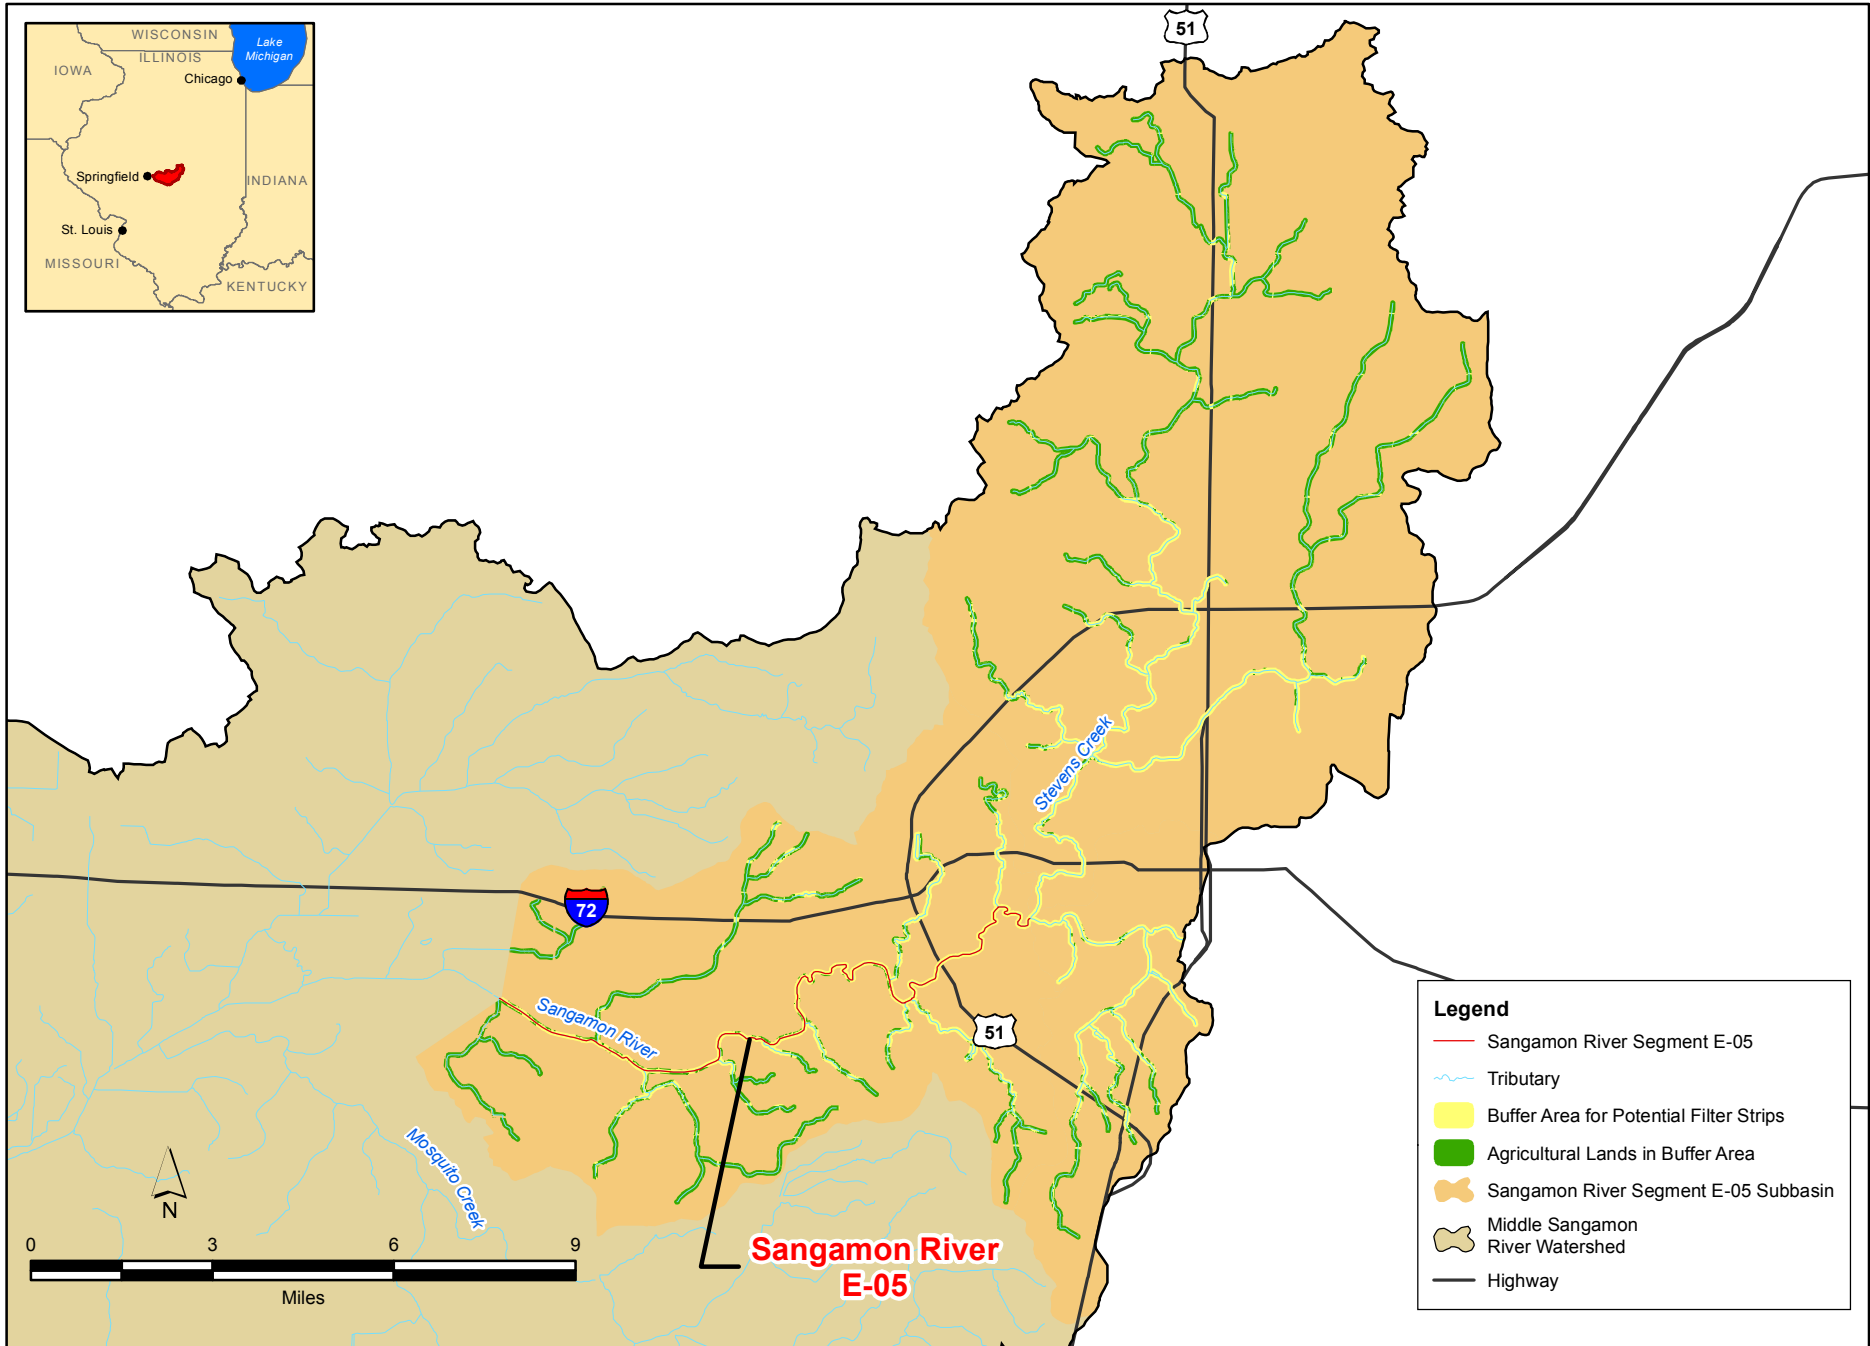 WISCONSIN
ILLINOIS
Lake
Michigan
IOWA
Chicago
Springfield
INDIANA
St. Louis
MISSOURI
KENTUCKY
51
Stevens Creek
72
Sangamon River
51
Mosquito Creek
N
0 3 6 9
Miles
Sangamon River
E-05
Legend
Sangamon River Segment E-05
Tributary
Buffer Area for Potential Filter Strips
Agricultural Lands in Buffer Area
Sangamon River Segment E-05 Subbasin
Middle Sangamon
River Watershed
Highway